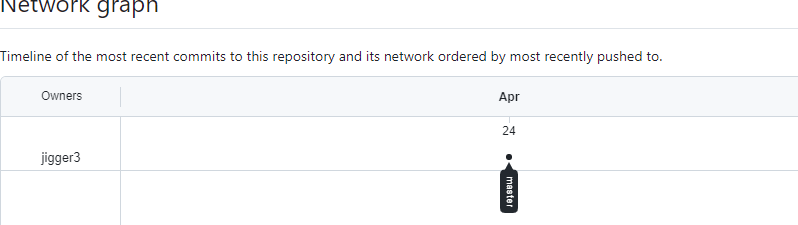 Network graph
Timeline of the most recent commits to this repository and its network ordered by most recently pushed to.
Owners
Apr
24
jigger3
master